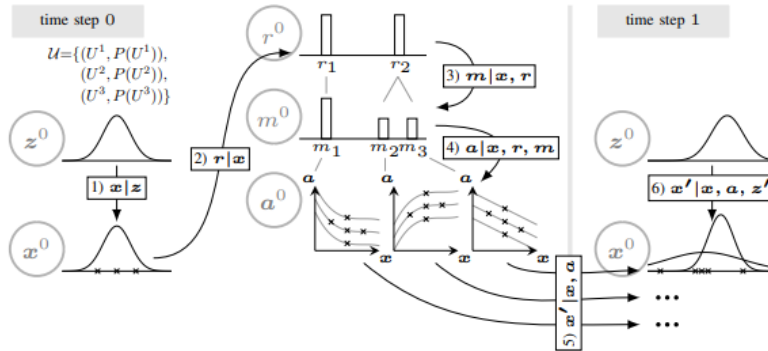 time step 0
time step 1
𝒰={(U¹, P(U¹)),
(U², P(U²)),
(U³, P(U³))}
r⁰
r₁ r₂
3) m|x, r
z⁰
m⁰
m₁ m₂ m₃
z⁰
1) x|z
2) r|x
4) a|x, r, m
6) x′|x, a, z′
a a a
a⁰
x⁰
x x x
x⁰
5) x′|x, a
•••
•••